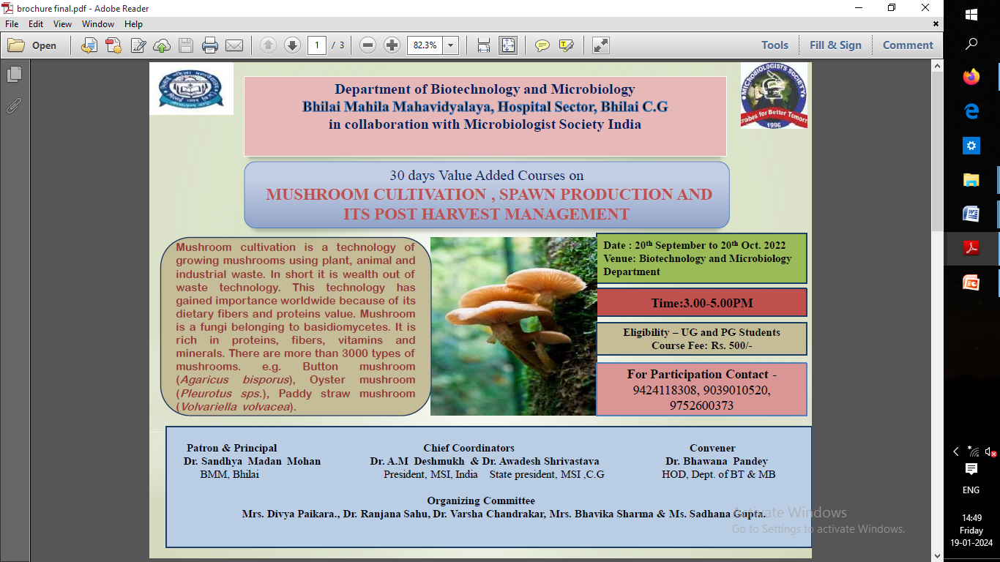 brochure final.pdf - Adobe Reader
File Edit View Window Help
Open 1 / 3 82.3% Tools Fill & Sign Comment
MICROBIOLOGISTS SOCIETY
robes for Better Tomorr
1996
Department of Biotechnology and Microbiology
Bhilai Mahila Mahavidyalaya, Hospital Sector, Bhilai C.G
in collaboration with Microbiologist Society India
30 days Value Added Courses on
MUSHROOM CULTIVATION , SPAWN PRODUCTION AND
ITS POST HARVEST MANAGEMENT
Mushroom cultivation is a technology of
growing mushrooms using plant, animal and
industrial waste. In short it is wealth out of
waste technology. This technology has
gained importance worldwide because of its
dietary fibers and proteins value. Mushroom
is a fungi belonging to basidiomycetes. It is
rich in proteins, fibers, vitamins and
minerals. There are more than 3000 types of
mushrooms. e.g. Button mushroom
(Agaricus bisporus), Oyster mushroom
(Pleurotus sps.), Paddy straw mushroom
(Volvariella volvacea).
Date : 20th September to 20th Oct. 2022
Venue: Biotechnology and Microbiology
Department
Time:3.00-5.00PM
Eligibility – UG and PG Students
Course Fee: Rs. 500/-
For Participation Contact -
9424118308, 9039010520,
9752600373
Patron & Principal
Dr. Sandhya Madan Mohan
BMM, Bhilai
Chief Coordinators
Dr. A.M Deshmukh & Dr. Awadesh Shrivastava
President, MSI, India State president, MSI ,C.G
Convener
Dr. Bhawana Pandey
HOD, Dept. of BT & MB
Organizing Committee
Mrs. Divya Paikara., Dr. Ranjana Sahu, Dr. Varsha Chandrakar, Mrs. Bhavika Sharma & Ms. Sadhana Gupta.
Activate Windows
Go to Settings to activate Windows.
ENG
14:49
Friday
19-01-2024